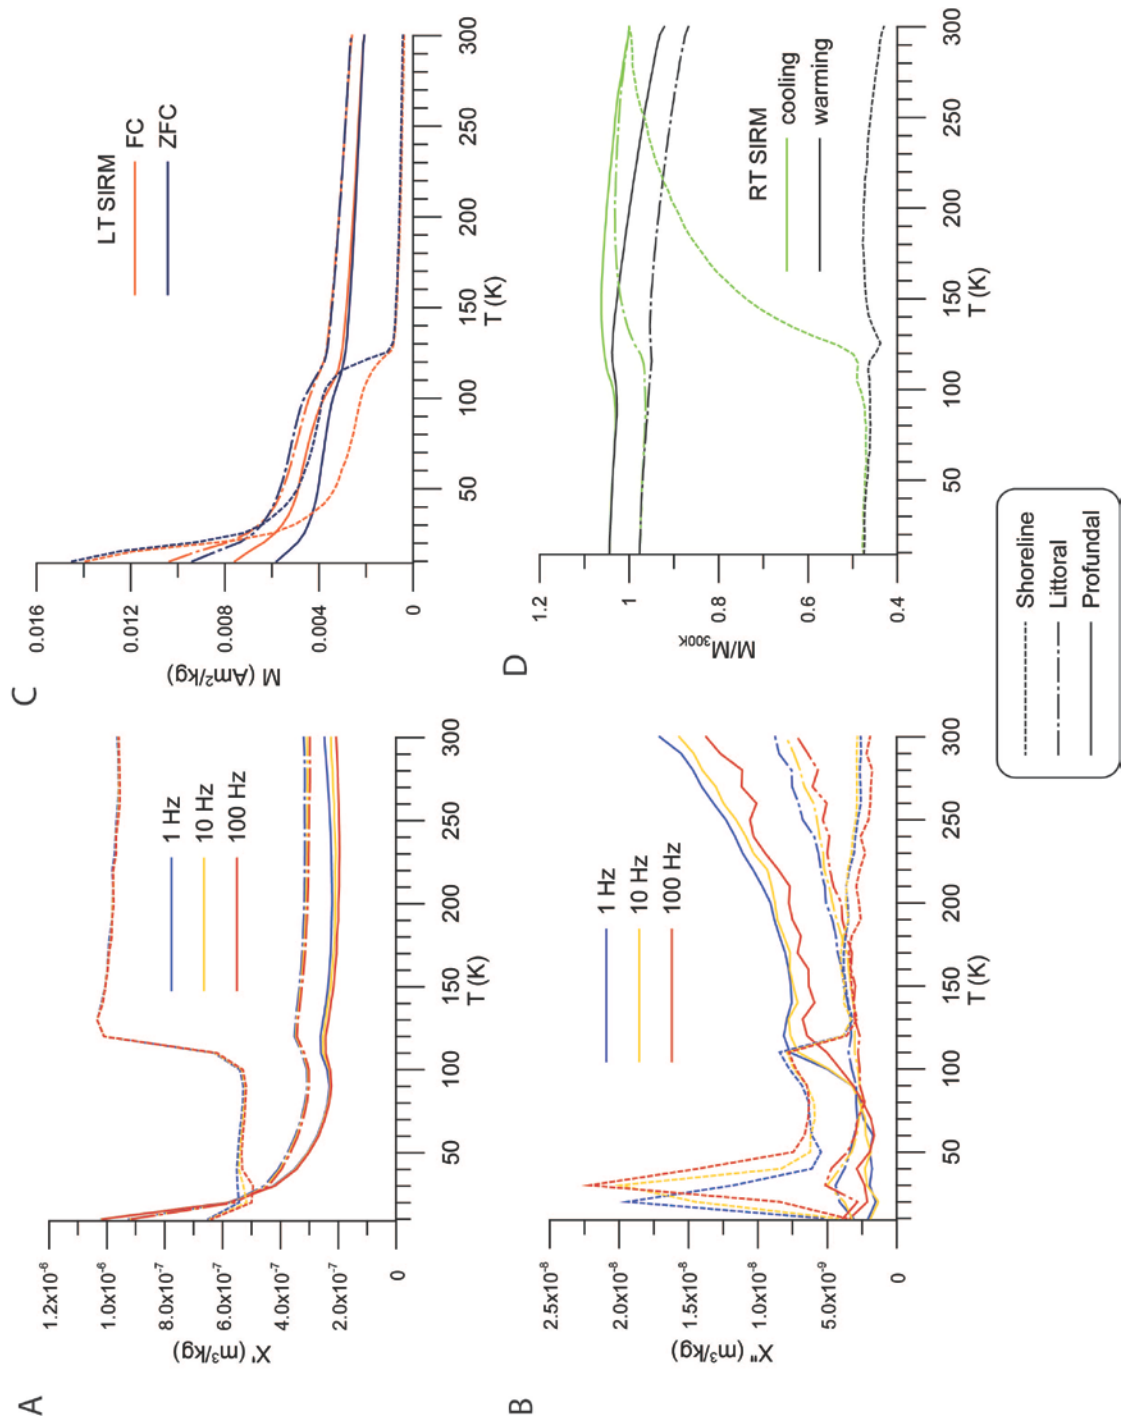 A
1.2x10⁻⁶
1.0x10⁻⁶
8.0x10⁻⁷
6.0x10⁻⁷
4.0x10⁻⁷
2.0x10⁻⁷
0
X' (m³/kg)
1 Hz
10 Hz
100 Hz
50
100
150
200
250
300
T (K)
B
2.5x10⁻⁸
2.0x10⁻⁸
1.5x10⁻⁸
1.0x10⁻⁸
5.0x10⁻⁹
0
X" (m³/kg)
1 Hz
10 Hz
100 Hz
50
100
150
200
250
300
T (K)
C
0.016
0.012
0.008
0.004
0
M (Am²/kg)
LT SIRM
FC
ZFC
50
100
150
200
250
300
T (K)
D
1.2
1
0.8
0.6
0.4
M/M₃₀₀K
RT SIRM
cooling
warming
50
100
150
200
250
300
T (K)
Shoreline
Littoral
Profundal